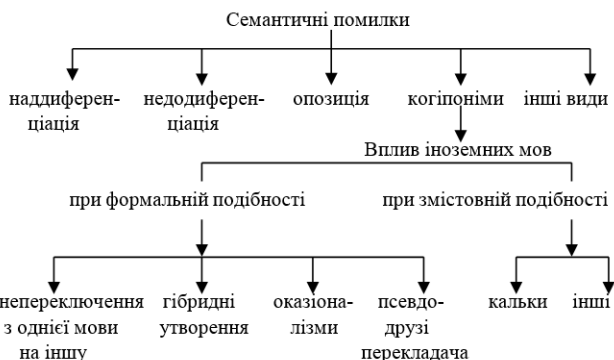 Семантичні помилки
наддиферен-
ціація
недодиферен-
ціація
опозиція
когіпоніми
інші види
Вплив іноземних мов
при формальній подібності
при змістовній подібності
непереключення
з однієї мови
на іншу
гібридні
утворення
оказіона-
лізми
псевдо-
друзі
перекладача
кальки
інші